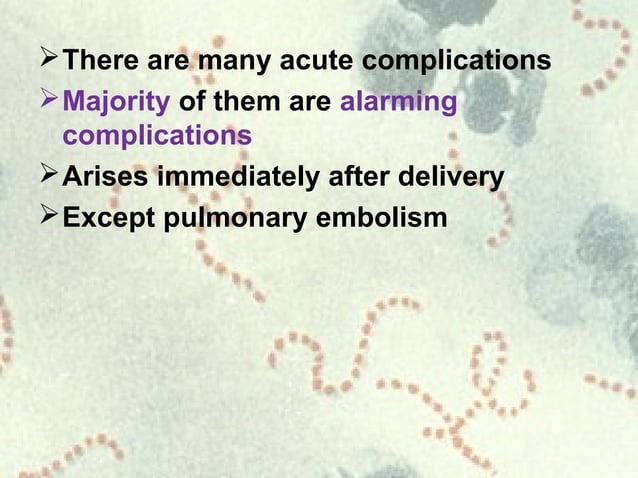 ➢There are many acute complications
➢Majority of them are alarming
complications
➢Arises immediately after delivery
➢Except pulmonary embolism